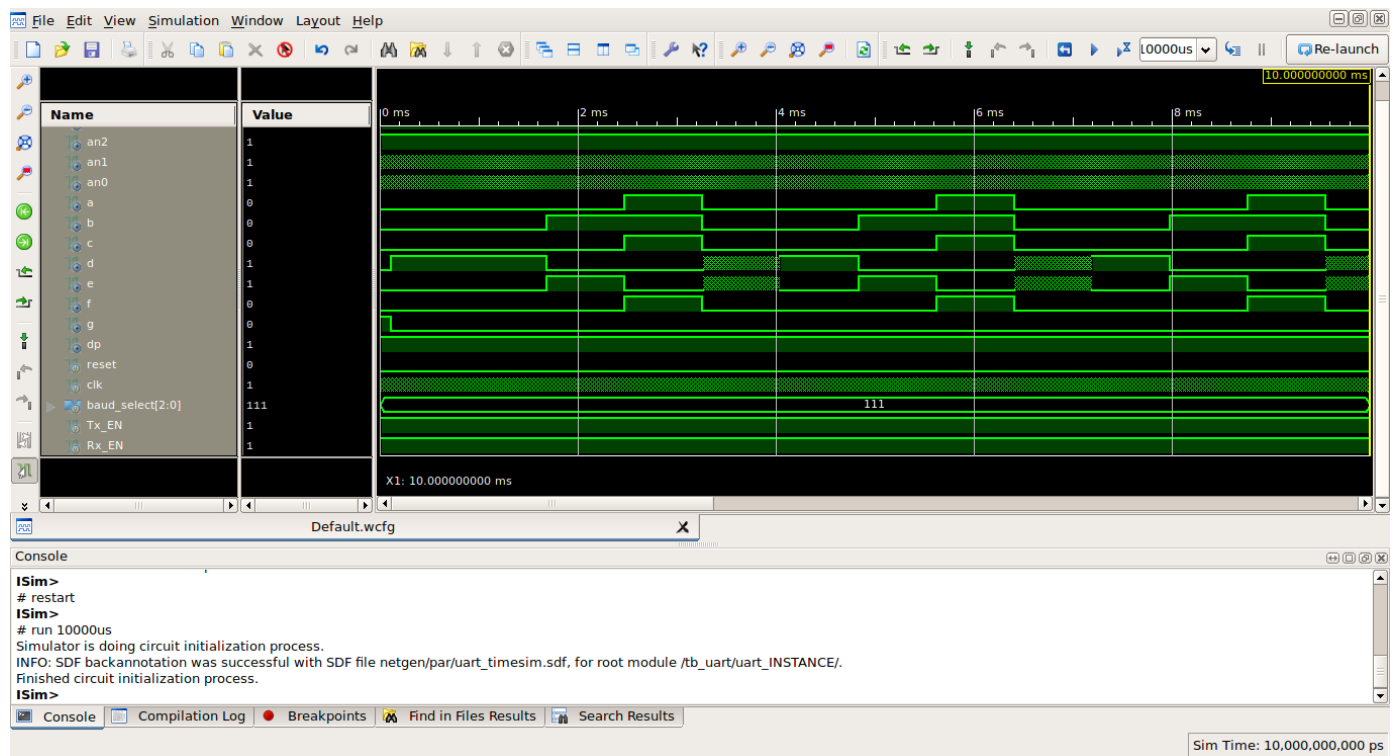 File Edit View Simulation Window Layout Help
10000us Re-launch
10.000000000 ms
Name Value
0 ms 2 ms 4 ms 6 ms 8 ms
an2 1
an1 1
an0 1
a 0
b 0
c 0
d 1
e 1
f 0
g 0
dp 1
reset 0
clk 1
baud_select[2:0] 111 111
Tx_EN 1
Rx_EN 1
X1: 10.000000000 ms
Default.wcfg
Console
ISim>
# restart
ISim>
# run 10000us
Simulator is doing circuit initialization process.
INFO: SDF backannotation was successful with SDF file netgen/par/uart_timesim.sdf, for root module /tb_uart/uart_INSTANCE/.
Finished circuit initialization process.
ISim>
Console Compilation Log Breakpoints Find in Files Results Search Results
Sim Time: 10,000,000,000 ps